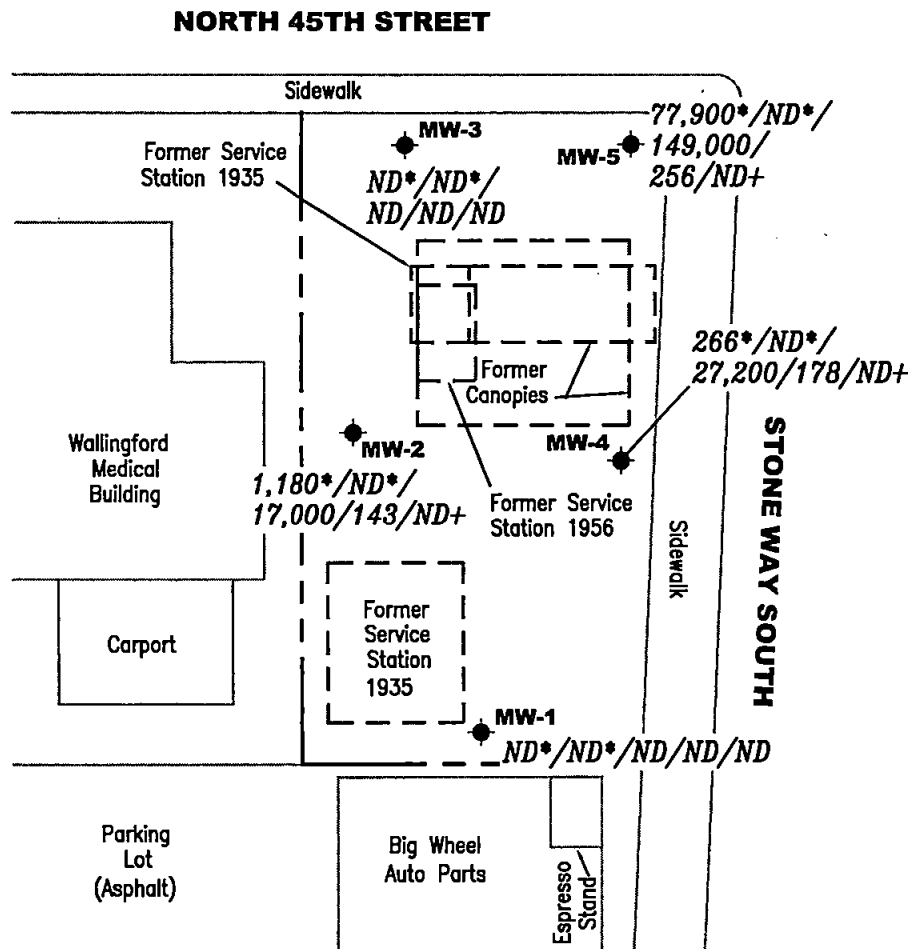 NORTH 45TH STREET
Sidewalk
77,900*/ND*/
149,000/
256/ND+
MW-3
MW-5
Former Service
Station 1935
ND*/ND*/
ND/ND/ND
266*/ND*/
27,200/178/ND+
Former
Canopies
MW-2
MW-4
Wallingford
Medical
Building
1,180*/ND*/
17,000/143/ND+
Former Service
Station 1956
STONE WAY SOUTH
Sidewalk
Former
Service
Station
1935
Carport
MW-1
ND*/ND*/ND/ND/ND
Parking
Lot
(Asphalt)
Big Wheel
Auto Parts
Espresso
Stand